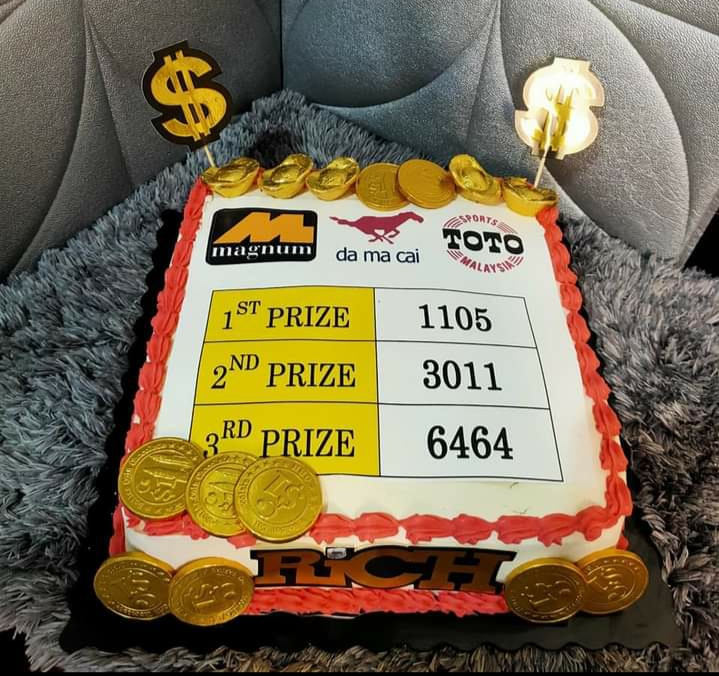 $
magnum
da ma cai
SPORTS
TOTO
MALAYSIA
1ST PRIZE 1105
2ND PRIZE 3011
3RD PRIZE 6464
RiCH